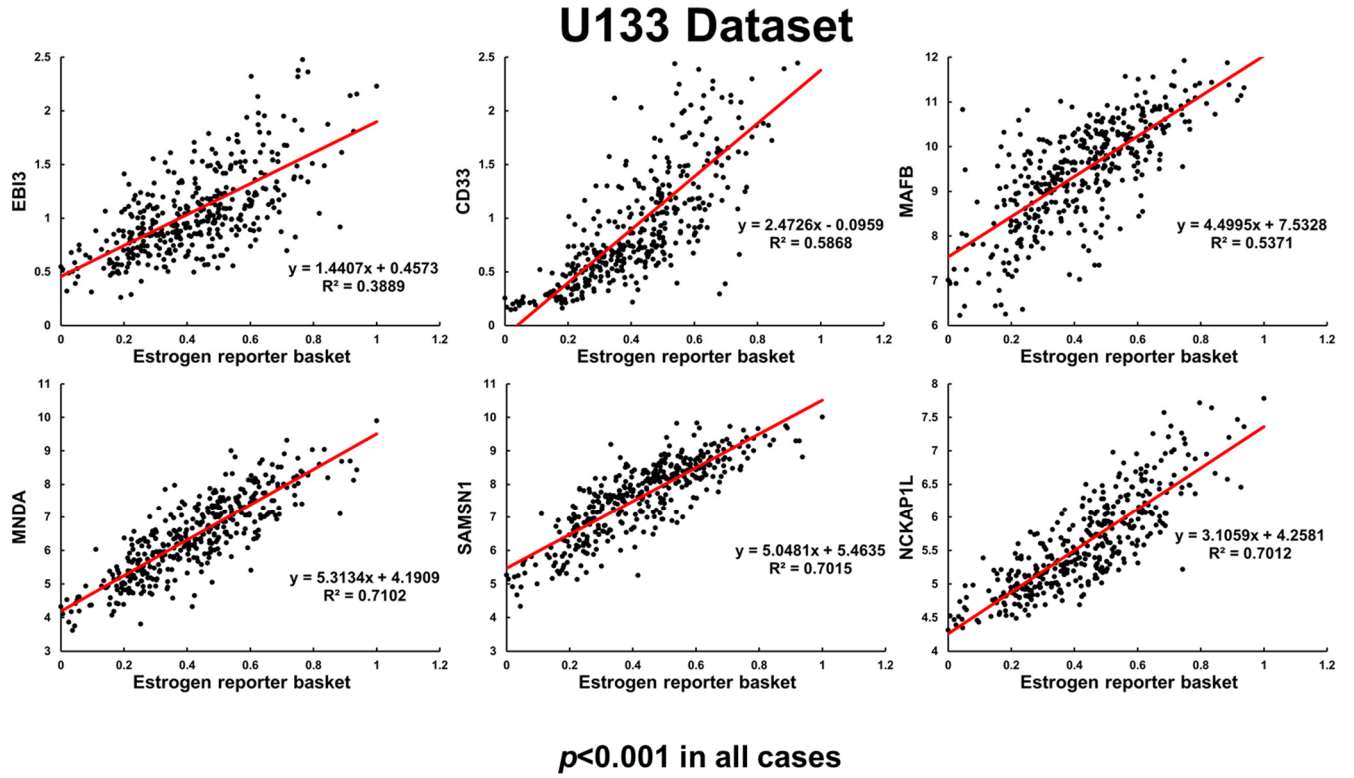 U133 Dataset
2.5
2
1.5
1
0.5
0
EBI3
0 0.2 0.4 0.6 0.8 1 1.2
Estrogen reporter basket
y = 1.4407x + 0.4573
R² = 0.3889
2.5
2
1.5
1
0.5
0
CD33
0 0.2 0.4 0.6 0.8 1 1.2
Estrogen reporter basket
y = 2.4726x - 0.0959
R² = 0.5868
12
11
10
9
8
7
6
MAFB
0 0.2 0.4 0.6 0.8 1 1.2
Estrogen reporter basket
y = 4.4995x + 7.5328
R² = 0.5371
11
10
9
8
7
6
5
4
3
MNDA
0 0.2 0.4 0.6 0.8 1 1.2
Estrogen reporter basket
y = 5.3134x + 4.1909
R² = 0.7102
11
10
9
8
7
6
5
4
3
SAMSN1
0 0.2 0.4 0.6 0.8 1 1.2
Estrogen reporter basket
y = 5.0481x + 5.4635
R² = 0.7015
8
7.5
7
6.5
6
5.5
5
4.5
4
NCKAP1L
0 0.2 0.4 0.6 0.8 1 1.2
Estrogen reporter basket
y = 3.1059x + 4.2581
R² = 0.7012
p<0.001 in all cases